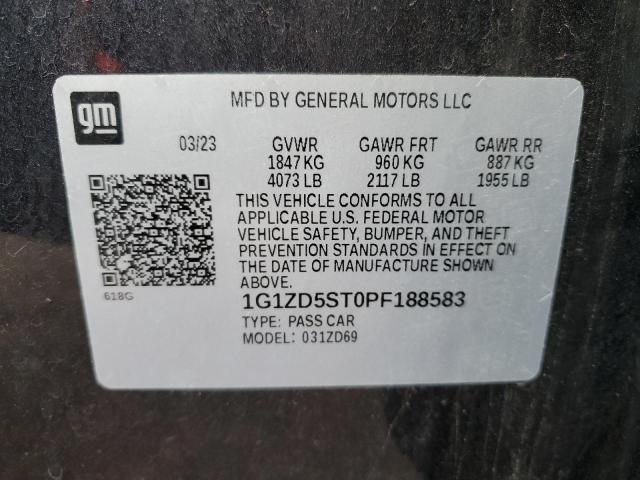 gm
MFD BY GENERAL MOTORS LLC
03/23 GVWR GAWR FRT GAWR RR
1847 KG 960 KG 887 KG
4073 LB 2117 LB 1955 LB
THIS VEHICLE CONFORMS TO ALL
APPLICABLE U.S. FEDERAL MOTOR
VEHICLE SAFETY, BUMPER, AND THEFT
PREVENTION STANDARDS IN EFFECT ON
THE DATE OF MANUFACTURE SHOWN
ABOVE.
618G
1G1ZD5ST0PF188583
TYPE: PASS CAR
MODEL: 031ZD69